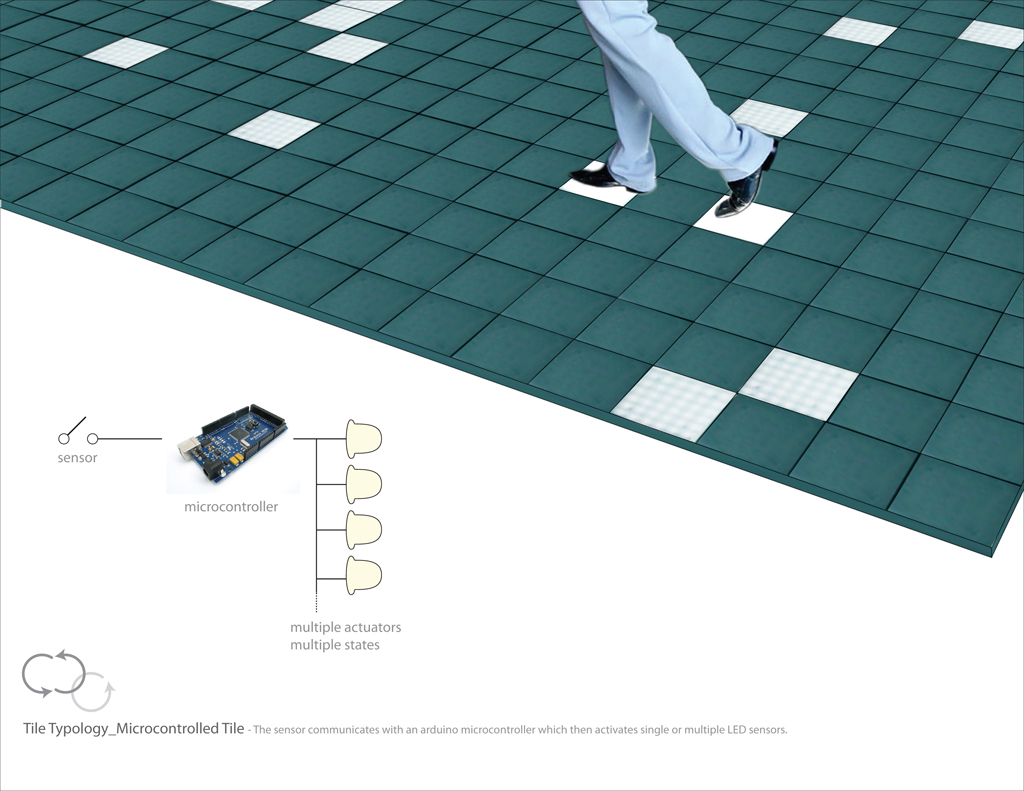 sensor
microcontroller
multiple actuators
multiple states
Tile Typology_Microcontrolled Tile - The sensor communicates with an arduino microcontroller which then activates single or multiple LED sensors.